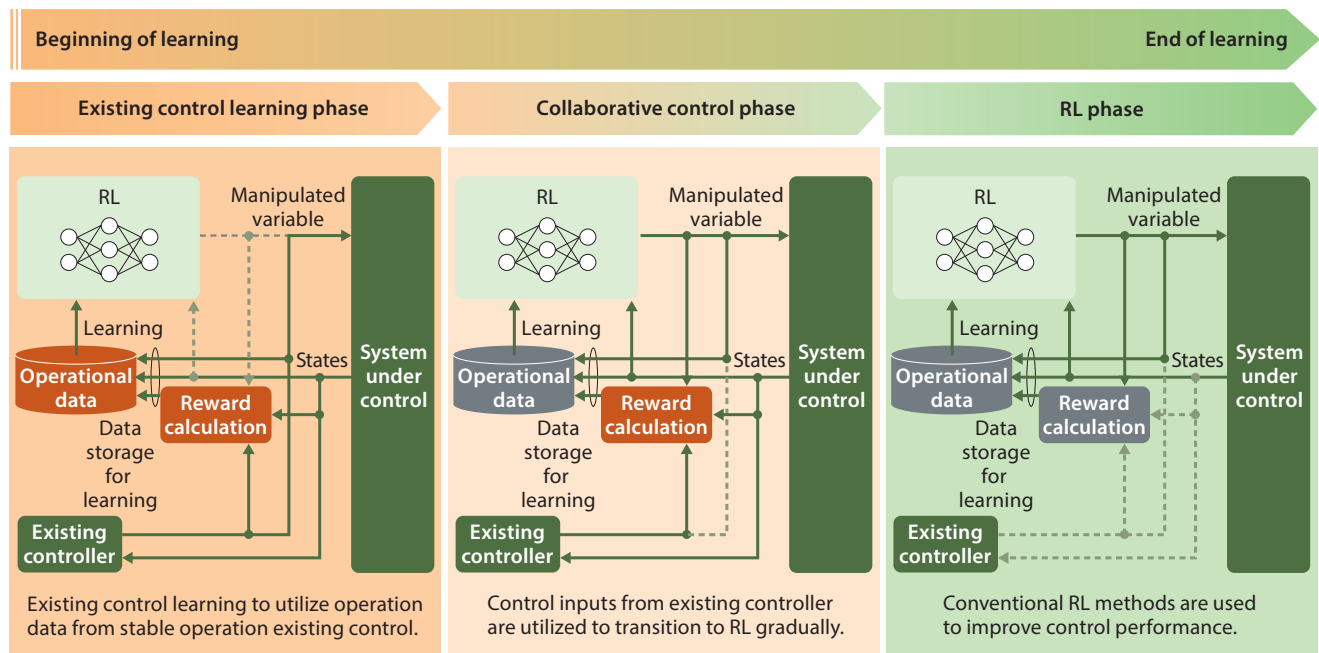 Beginning of learning
End of learning
Existing control learning phase
Collaborative control phase
RL phase
RL
Manipulated
variable
Learning
States
Operational
data
Reward
calculation
System
under
control
Data
storage
for
learning
Existing
controller
Existing control learning to utilize operation
data from stable operation existing control.
RL
Manipulated
variable
Learning
States
Operational
data
Reward
calculation
System
under
control
Data
storage
for
learning
Existing
controller
Control inputs from existing controller
are utilized to transition to RL gradually.
RL
Manipulated
variable
Learning
States
Operational
data
Reward
calculation
System
under
control
Data
storage
for
learning
Existing
controller
Conventional RL methods are used
to improve control performance.